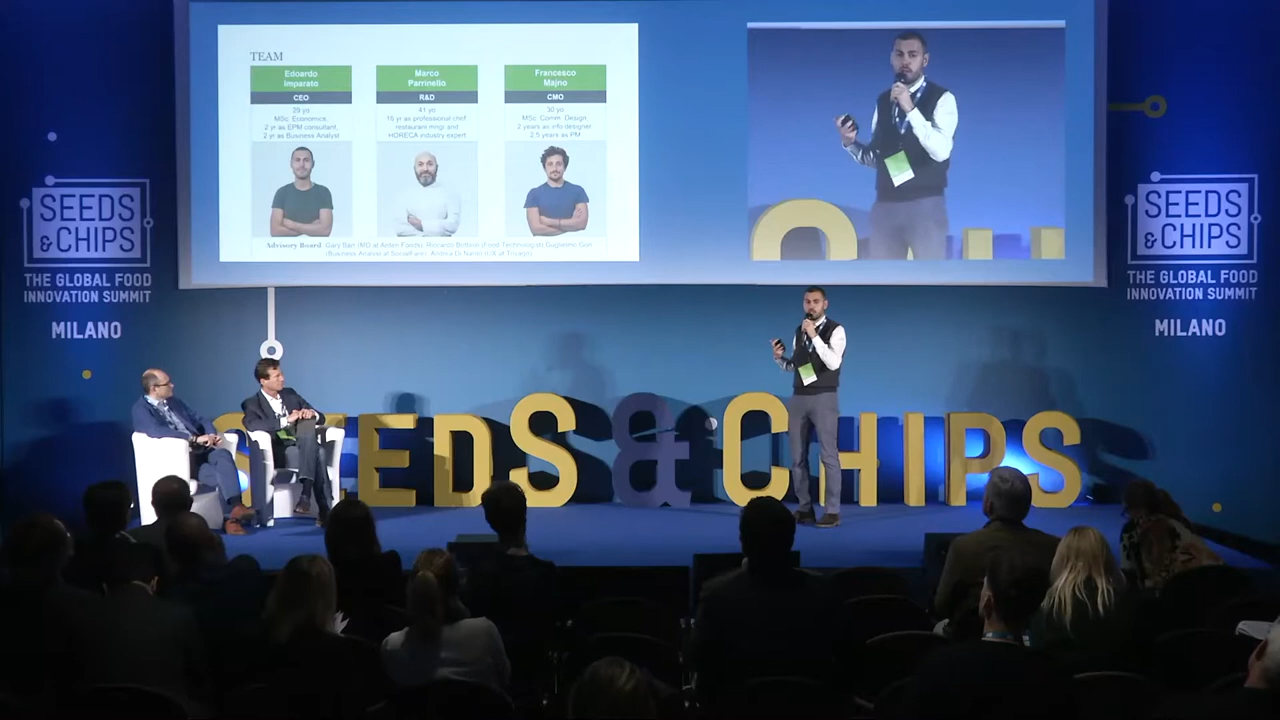 TEAM
Edoardo
Imparato
CEO
29 yo
MSc. Economics,
2 yr as EPM consultant,
2 yr as Business Analyst
Marco
Parrinello
R&D
41 yo
16 yr as professional chef
restaurant mngr and
HORECA industry expert
Francesco
Majno
CMO
30 yo
MSc. Comm. Design,
2 years as info designer
2.5 years as PM
Advisory Board
SEEDS
&CHIPS
THE GLOBAL FOOD
INNOVATION SUMMIT
MILANO
SEEDS
&CHIPS
THE GLOBAL FOOD
INNOVATION SUMMIT
MILANO
SEEDS & CHIPS